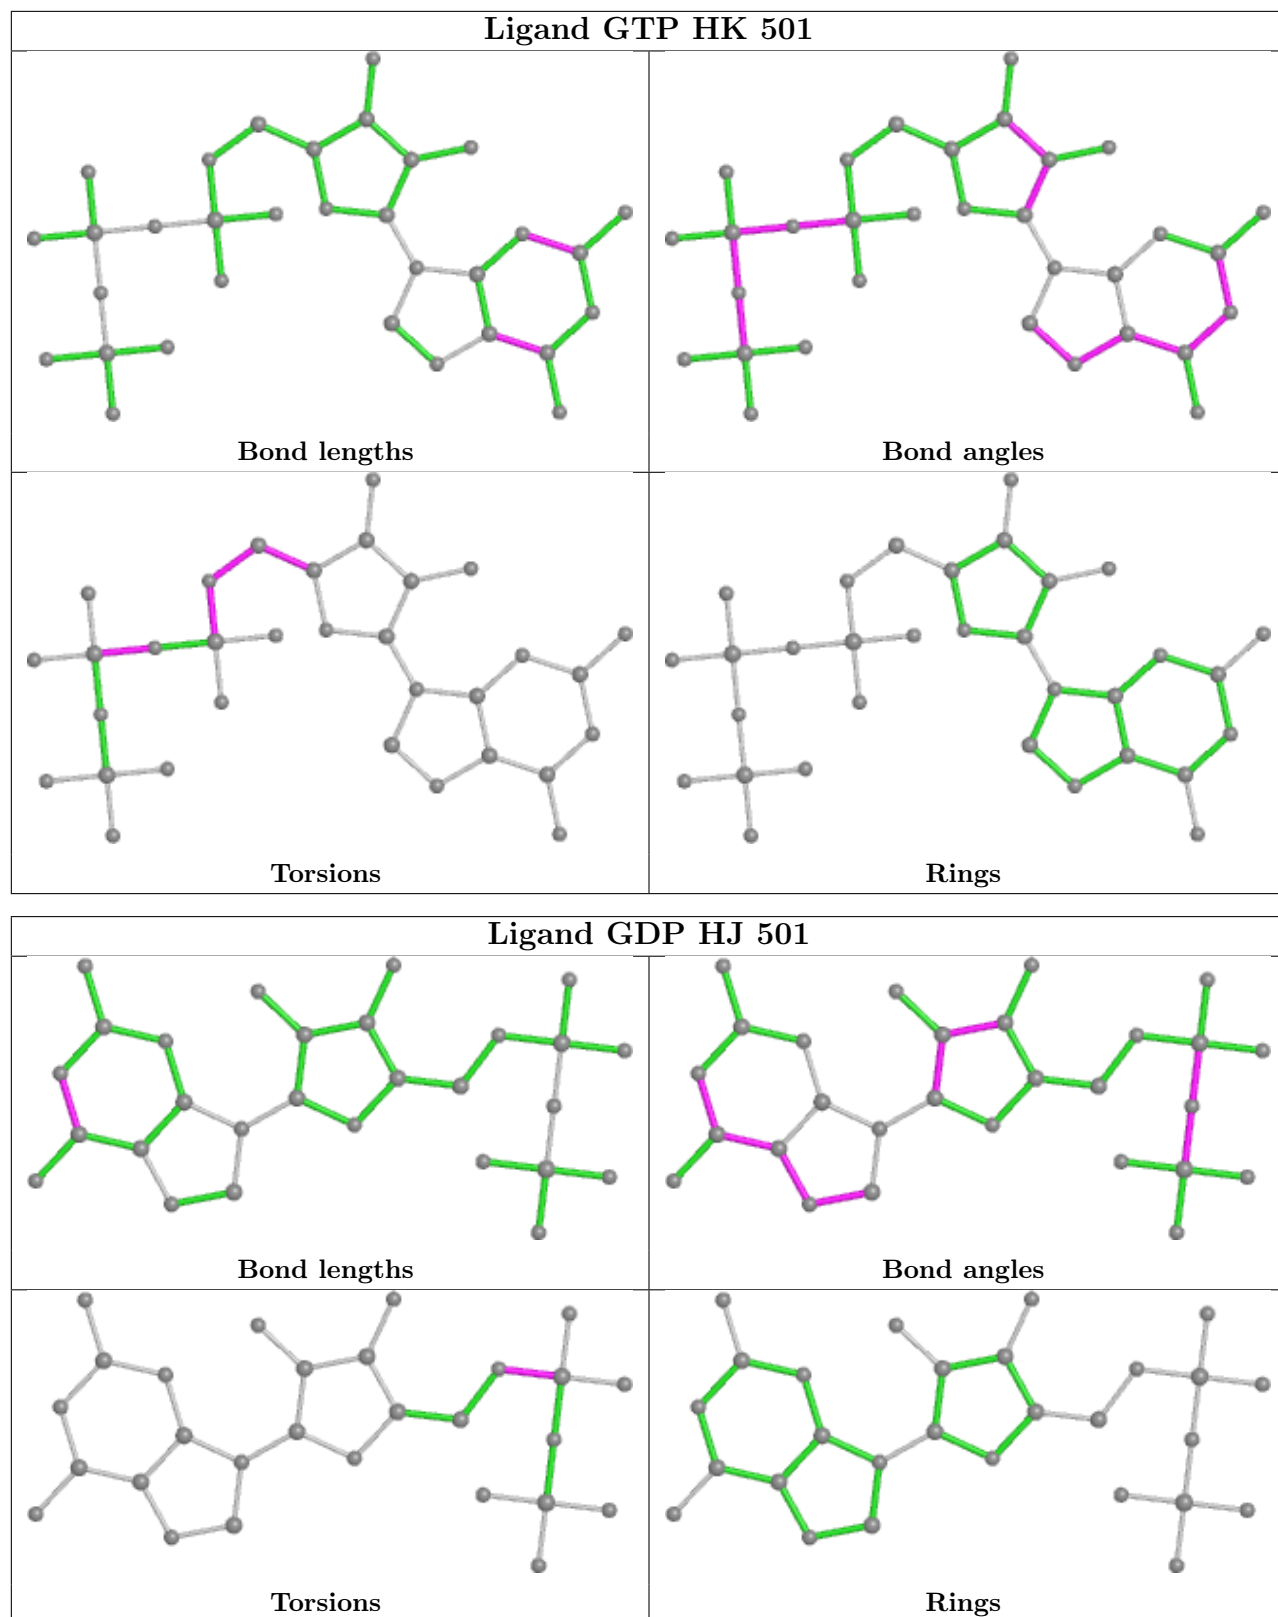 Ligand GTP HK 501
Bond lengths
Bond angles
Torsions
Rings
Ligand GDP HJ 501
Bond lengths
Bond angles
Torsions
Rings